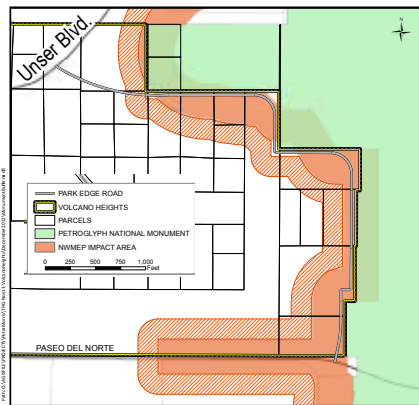 Unser Blvd.
N
PARK EDGE ROAD
VOLCANO HEIGHTS
PARCELS
PETROGLYPH NATIONAL MONUMENT
NWMEP IMPACT AREA
0 250 500 750 1,000
Feet
PASEO DEL NORTE